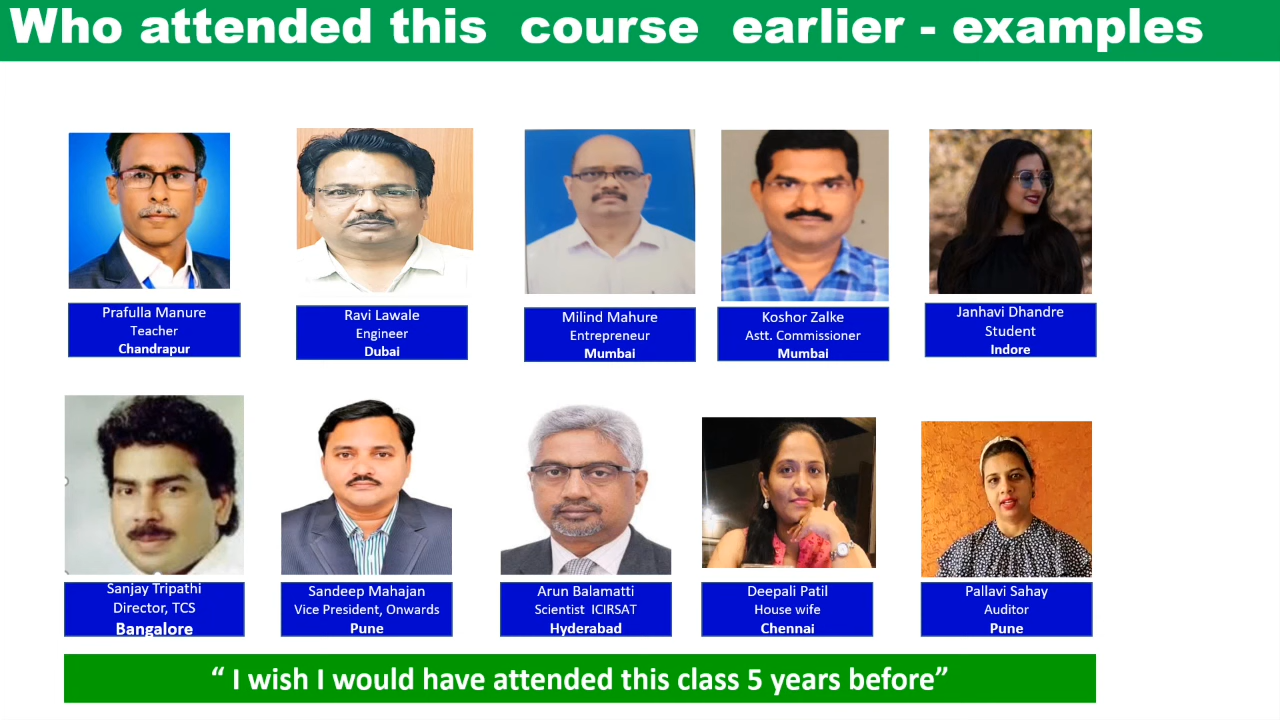 Who attended this course earlier - examples
Prafulla Manure
Teacher
Chandrapur
Ravi Lawale
Engineer
Dubai
Milind Mahure
Entrepreneur
Mumbai
Koshor Zalke
Astt. Commissioner
Mumbai
Janhavi Dhandre
Student
Indore
Sanjay Tripathi
Director, TCS
Bangalore
Sandeep Mahajan
Vice President, Onwards
Pune
Arun Balamatti
Scientist ICIRSAT
Hyderabad
Deepali Patil
House wife
Chennai
Pallavi Sahay
Auditor
Pune
“ I wish I would have attended this class 5 years before”